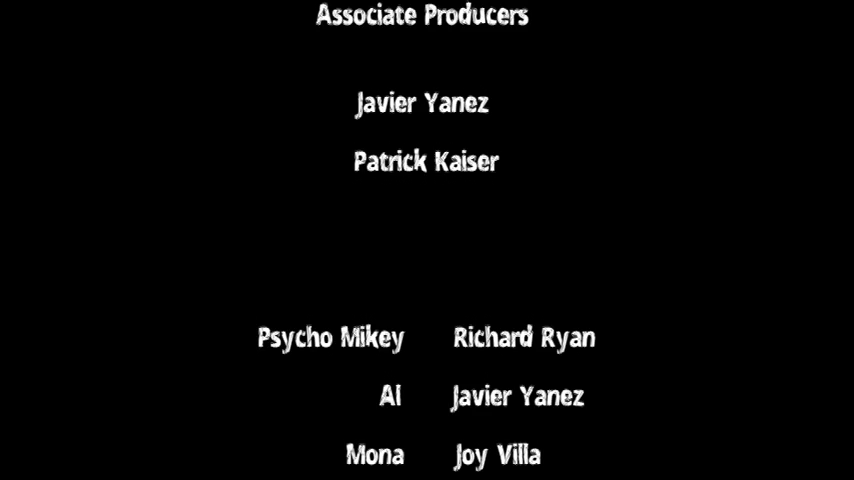 Associate Producers
Javier Yanez
Patrick Kaiser
Psycho Mikey Richard Ryan
Al Javier Yanez
Mona Joy Villa